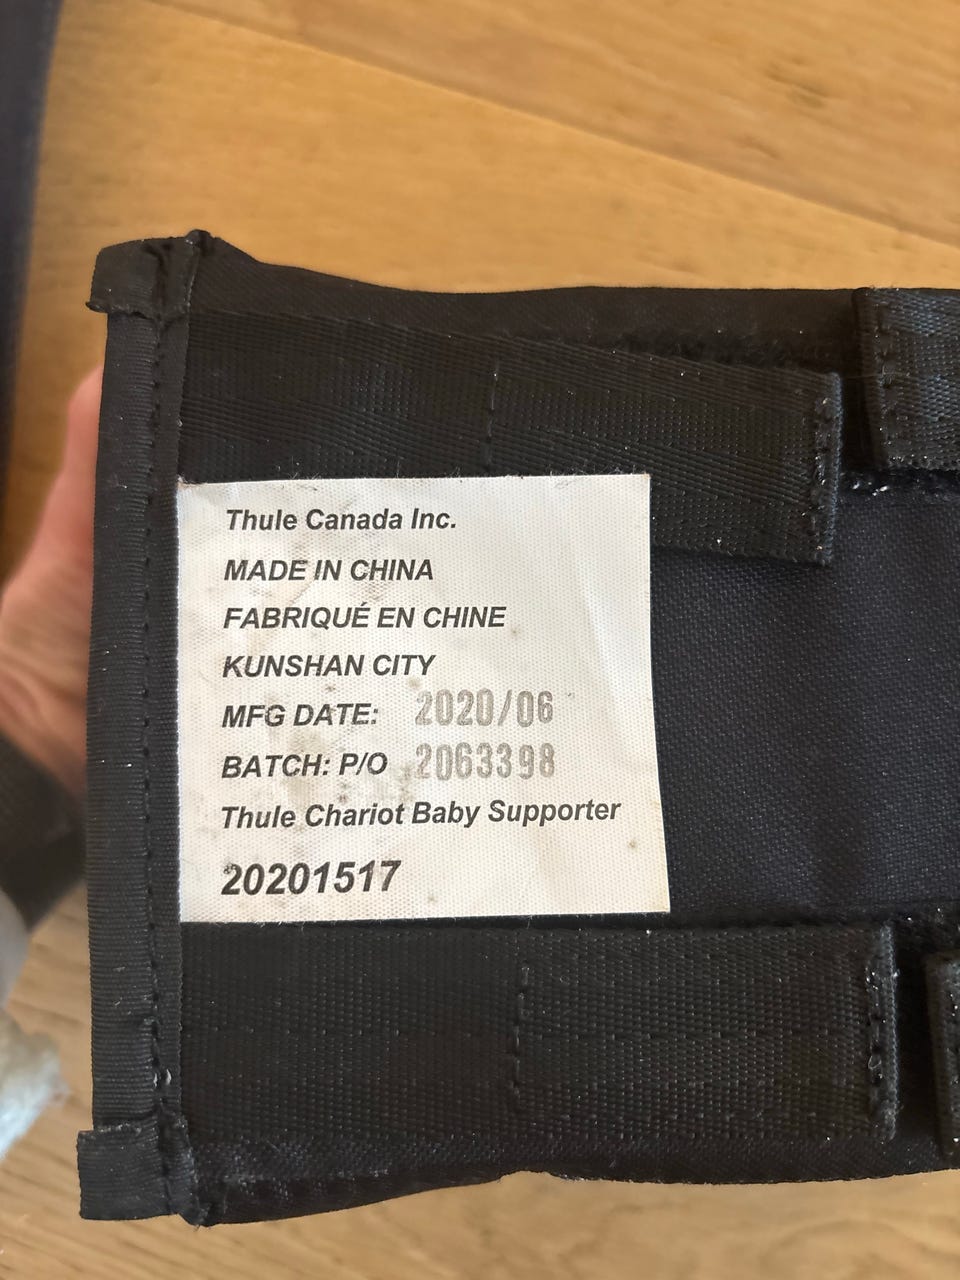 Thule Canada Inc.
MADE IN CHINA
FABRIQUÉ EN CHINE
KUNSHAN CITY
MFG DATE: 2020/06
BATCH: P/O 2063398
Thule Chariot Baby Supporter
20201517